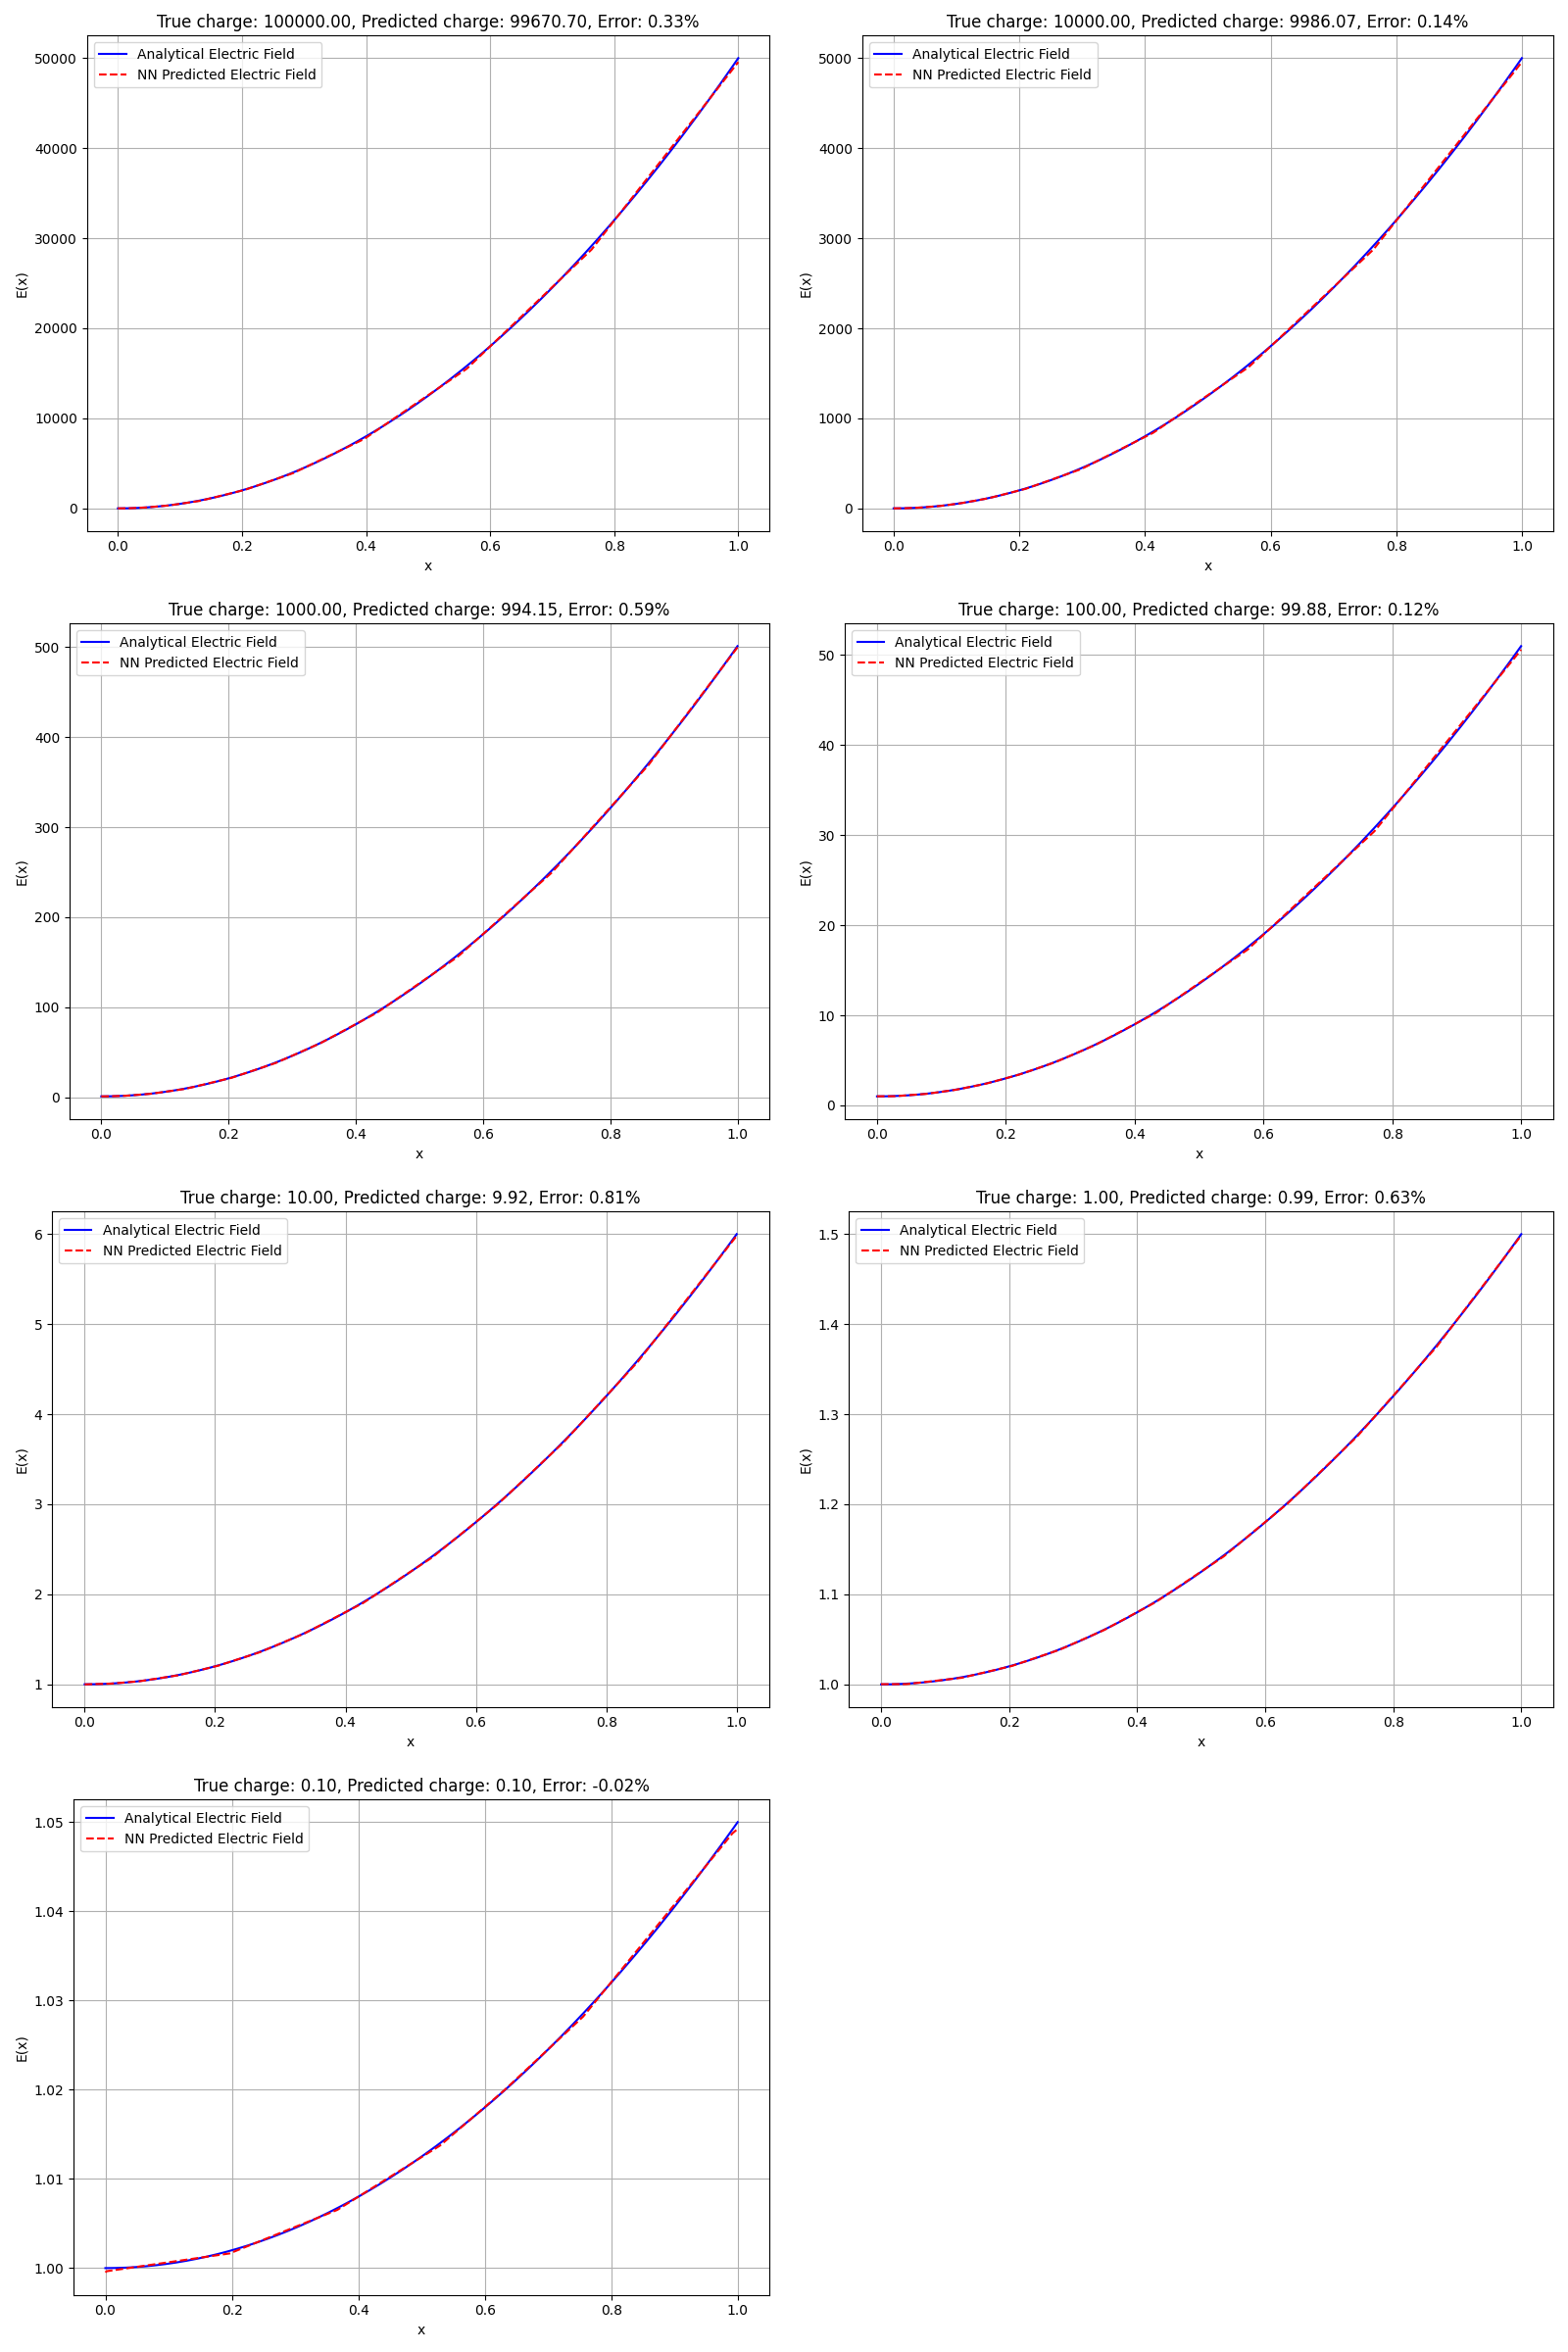 True charge: 100000.00, Predicted charge: 99670.70, Error: 0.33%
Analytical Electric Field
NN Predicted Electric Field
50000
40000
30000
20000
10000
0
E(x)
0.0 0.2 0.4 0.6 0.8 1.0
x
True charge: 10000.00, Predicted charge: 9986.07, Error: 0.14%
Analytical Electric Field
NN Predicted Electric Field
5000
4000
3000
2000
1000
0
E(x)
0.0 0.2 0.4 0.6 0.8 1.0
x
True charge: 1000.00, Predicted charge: 994.15, Error: 0.59%
Analytical Electric Field
NN Predicted Electric Field
500
400
300
200
100
0
E(x)
0.0 0.2 0.4 0.6 0.8 1.0
x
True charge: 100.00, Predicted charge: 99.88, Error: 0.12%
Analytical Electric Field
NN Predicted Electric Field
50
40
30
20
10
0
E(x)
0.0 0.2 0.4 0.6 0.8 1.0
x
True charge: 10.00, Predicted charge: 9.92, Error: 0.81%
Analytical Electric Field
NN Predicted Electric Field
6
5
4
3
2
1
E(x)
0.0 0.2 0.4 0.6 0.8 1.0
x
True charge: 1.00, Predicted charge: 0.99, Error: 0.63%
Analytical Electric Field
NN Predicted Electric Field
1.5
1.4
1.3
1.2
1.1
1.0
E(x)
0.0 0.2 0.4 0.6 0.8 1.0
x
True charge: 0.10, Predicted charge: 0.10, Error: -0.02%
Analytical Electric Field
NN Predicted Electric Field
1.05
1.04
1.03
1.02
1.01
1.00
E(x)
0.0 0.2 0.4 0.6 0.8 1.0
x